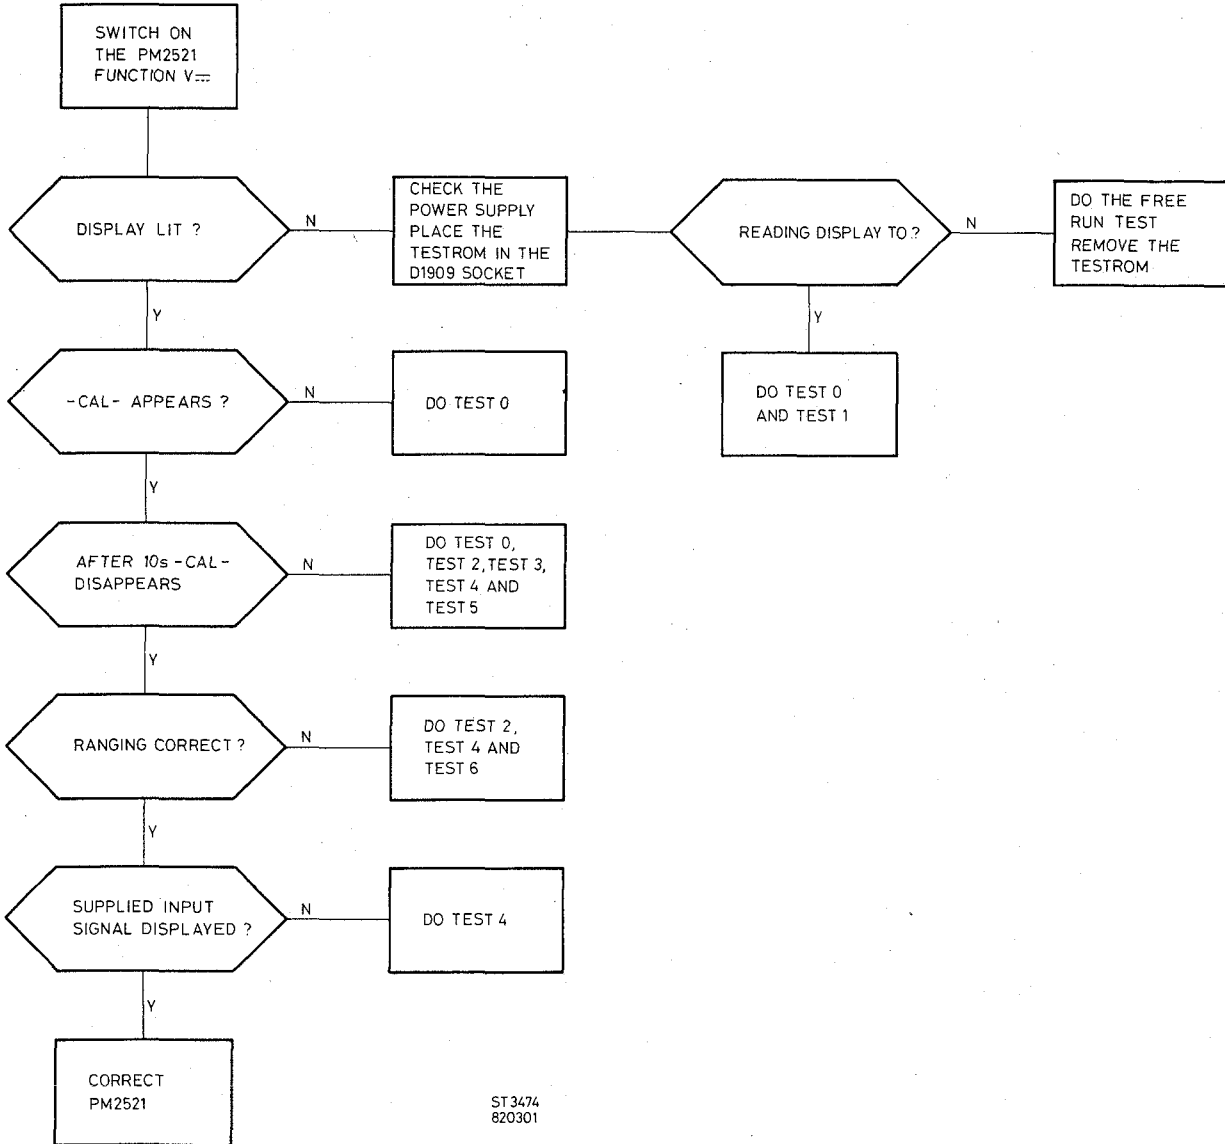 SWITCH ON
THE PM2521
FUNCTION V⎓
DISPLAY LIT ?
N
CHECK THE
POWER SUPPLY
PLACE THE
TESTROM IN THE
D1909 SOCKET
READING DISPLAY TO.?
N
DO THE FREE
RUN TEST
REMOVE THE
TESTROM
Y
Y
-CAL- APPEARS ?
N
DO TEST 0
DO TEST 0
AND TEST 1
Y
AFTER 10s -CAL-
DISAPPEARS
N
DO TEST 0,
TEST 2,TEST 3,
TEST 4 AND
TEST 5
Y
RANGING CORRECT ?
N
DO TEST 2,
TEST 4 AND
TEST 6
Y
SUPPLIED INPUT
SIGNAL DISPLAYED ?
N
DO TEST 4
Y
CORRECT
PM2521
ST3474
820301